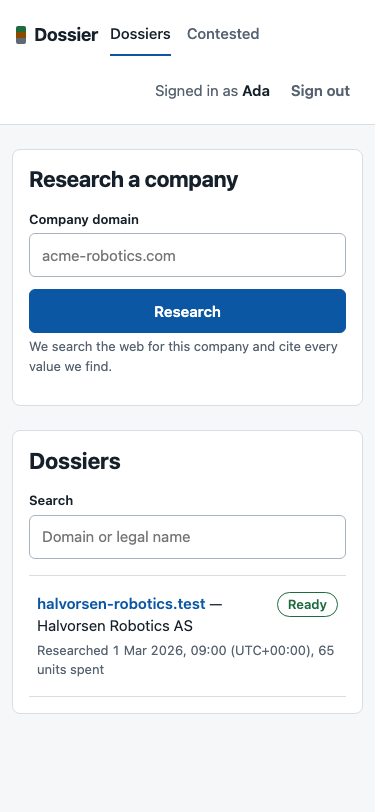 Dossier Dossiers Contested
Signed in as Ada Sign out
Research a company
Company domain
acme-robotics.com
Research
We search the web for this company and cite every
value we find.
Dossiers
Search
Domain or legal name
halvorsen-robotics.test — Ready
Halvorsen Robotics AS
Researched 1 Mar 2026, 09:00 (UTC+00:00), 65
units spent